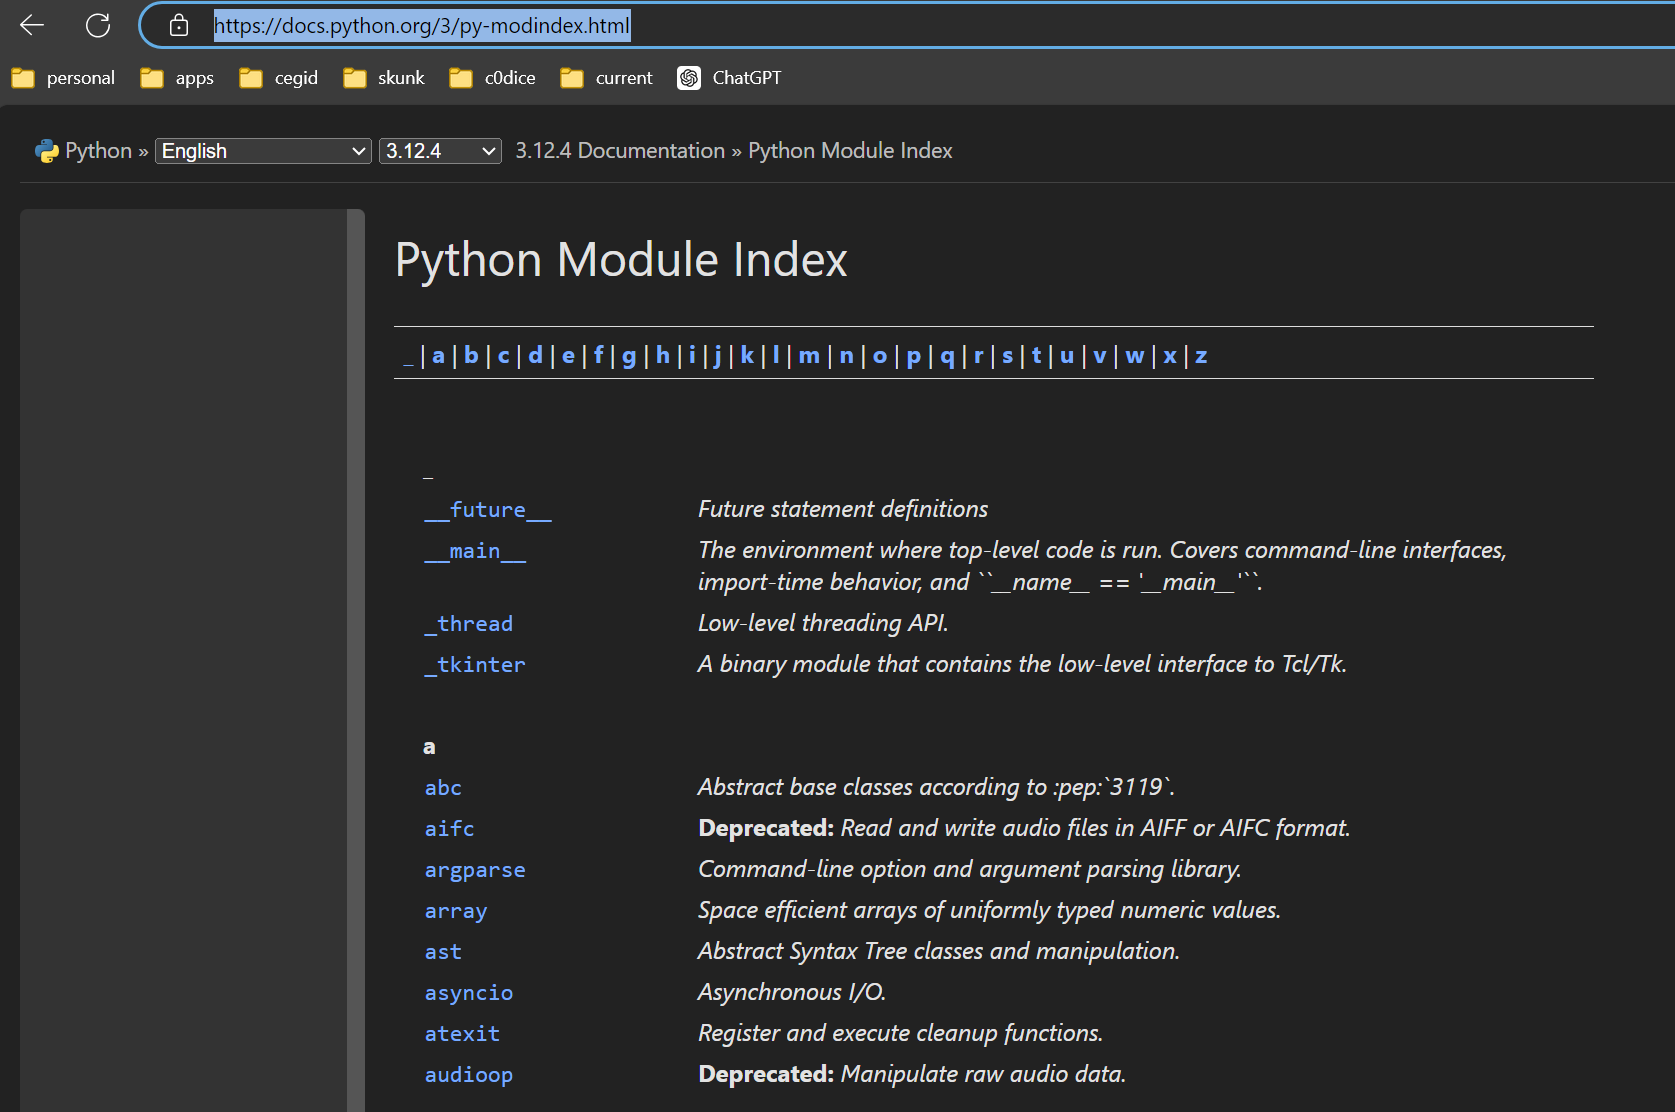 https://docs.python.org/3/py-modindex.html
personal apps cegid skunk c0dice current ChatGPT
Python » English 3.12.4 3.12.4 Documentation » Python Module Index
Python Module Index
_ | a | b | c | d | e | f | g | h | i | j | k | l | m | n | o | p | q | r | s | t | u | v | w | x | z
_
__future__ Future statement definitions
__main__ The environment where top-level code is run. Covers command-line interfaces,
import-time behavior, and ``__name__ == '__main__'``.
_thread Low-level threading API.
_tkinter A binary module that contains the low-level interface to Tcl/Tk.
a
abc Abstract base classes according to :pep:`3119`.
aifc Deprecated: Read and write audio files in AIFF or AIFC format.
argparse Command-line option and argument parsing library.
array Space efficient arrays of uniformly typed numeric values.
ast Abstract Syntax Tree classes and manipulation.
asyncio Asynchronous I/O.
atexit Register and execute cleanup functions.
audioop Deprecated: Manipulate raw audio data.